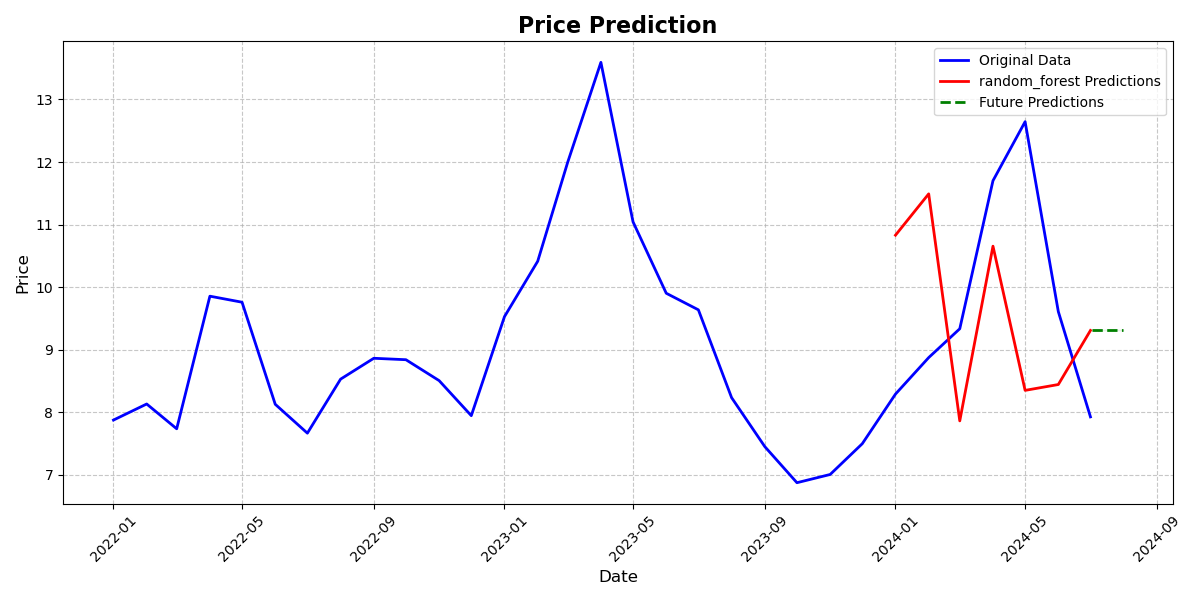 Price Prediction
Original Data
random_forest Predictions
Future Predictions
Price
13
12
11
10
9
8
7
2022-01
2022-05
2022-09
2023-01
2023-05
2023-09
2024-01
2024-05
2024-09
Date